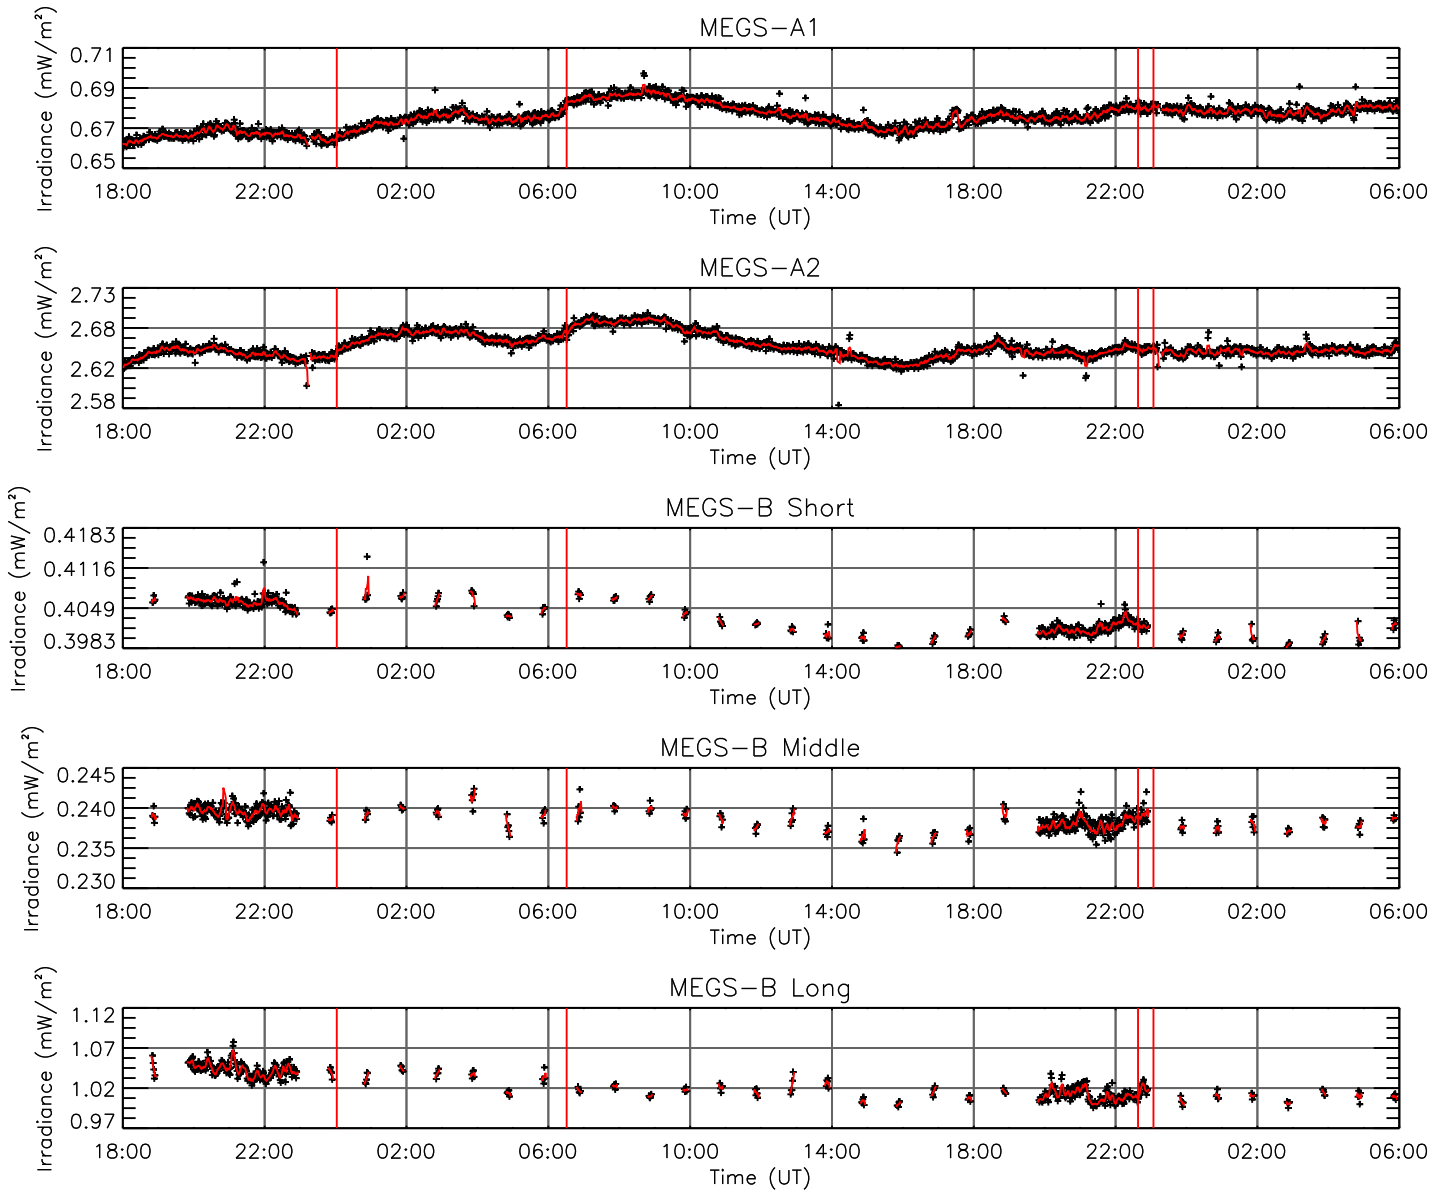 MEGS-A1
Irradiance (mW/m²)
0.71
0.69
0.67
0.65
18:00 22:00 02:00 06:00 10:00 14:00 18:00 22:00 02:00 06:00
Time (UT)
MEGS-A2
Irradiance (mW/m²)
2.73
2.68
2.62
2.58
18:00 22:00 02:00 06:00 10:00 14:00 18:00 22:00 02:00 06:00
Time (UT)
MEGS-B Short
Irradiance (mW/m²)
0.4183
0.4116
0.4049
0.3983
18:00 22:00 02:00 06:00 10:00 14:00 18:00 22:00 02:00 06:00
Time (UT)
MEGS-B Middle
Irradiance (mW/m²)
0.245
0.240
0.235
0.230
18:00 22:00 02:00 06:00 10:00 14:00 18:00 22:00 02:00 06:00
Time (UT)
MEGS-B Long
Irradiance (mW/m²)
1.12
1.07
1.02
0.97
18:00 22:00 02:00 06:00 10:00 14:00 18:00 22:00 02:00 06:00
Time (UT)